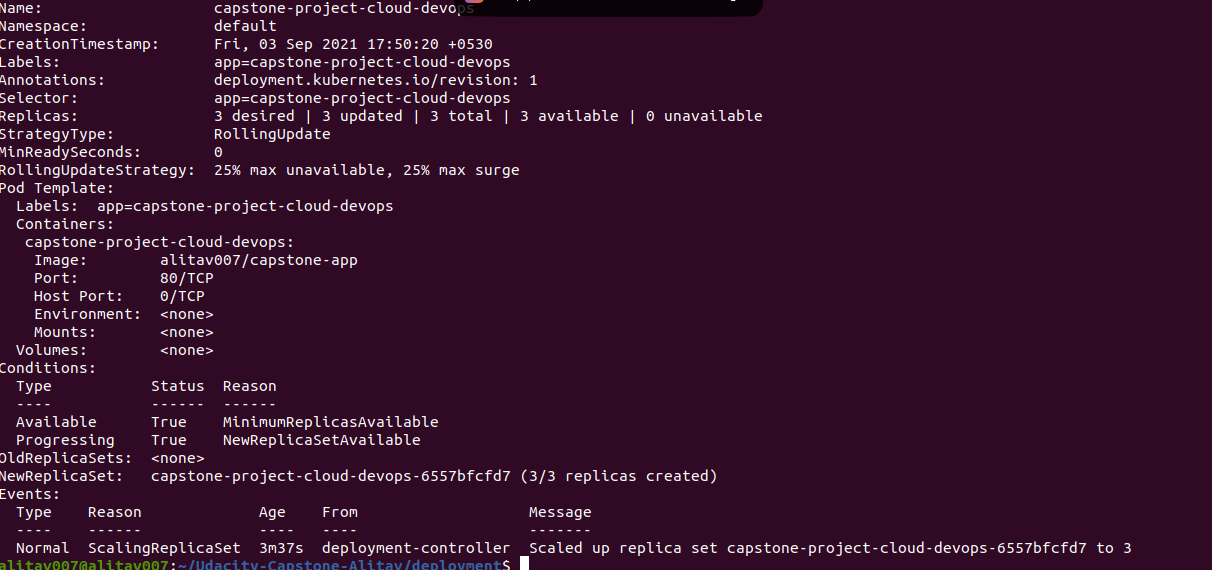 Name:                   capstone-project-cloud-devops
Namespace:              default
CreationTimestamp:      Fri, 03 Sep 2021 17:50:20 +0530
Labels:                 app=capstone-project-cloud-devops
Annotations:            deployment.kubernetes.io/revision: 1
Selector:               app=capstone-project-cloud-devops
Replicas:               3 desired | 3 updated | 3 total | 3 available | 0 unavailable
StrategyType:           RollingUpdate
MinReadySeconds:        0
RollingUpdateStrategy:  25% max unavailable, 25% max surge
Pod Template:
  Labels:  app=capstone-project-cloud-devops
  Containers:
   capstone-project-cloud-devops:
    Image:        alitav007/capstone-app
    Port:         80/TCP
    Host Port:    0/TCP
    Environment:  <none>
    Mounts:       <none>
  Volumes:        <none>
Conditions:
  Type           Status  Reason
  ----           ------  ------
  Available      True    MinimumReplicasAvailable
  Progressing    True    NewReplicaSetAvailable
OldReplicaSets:  <none>
NewReplicaSet:   capstone-project-cloud-devops-6557bfcfd7 (3/3 replicas created)
Events:
  Type    Reason             Age    From                   Message
  ----    ------             ----   ----                   -------
  Normal  ScalingReplicaSet  3m37s  deployment-controller  Scaled up replica set capstone-project-cloud-devops-6557bfcfd7 to 3
alitav007@alitav007:~/Udacity-Capstone-Alitav/deployment$